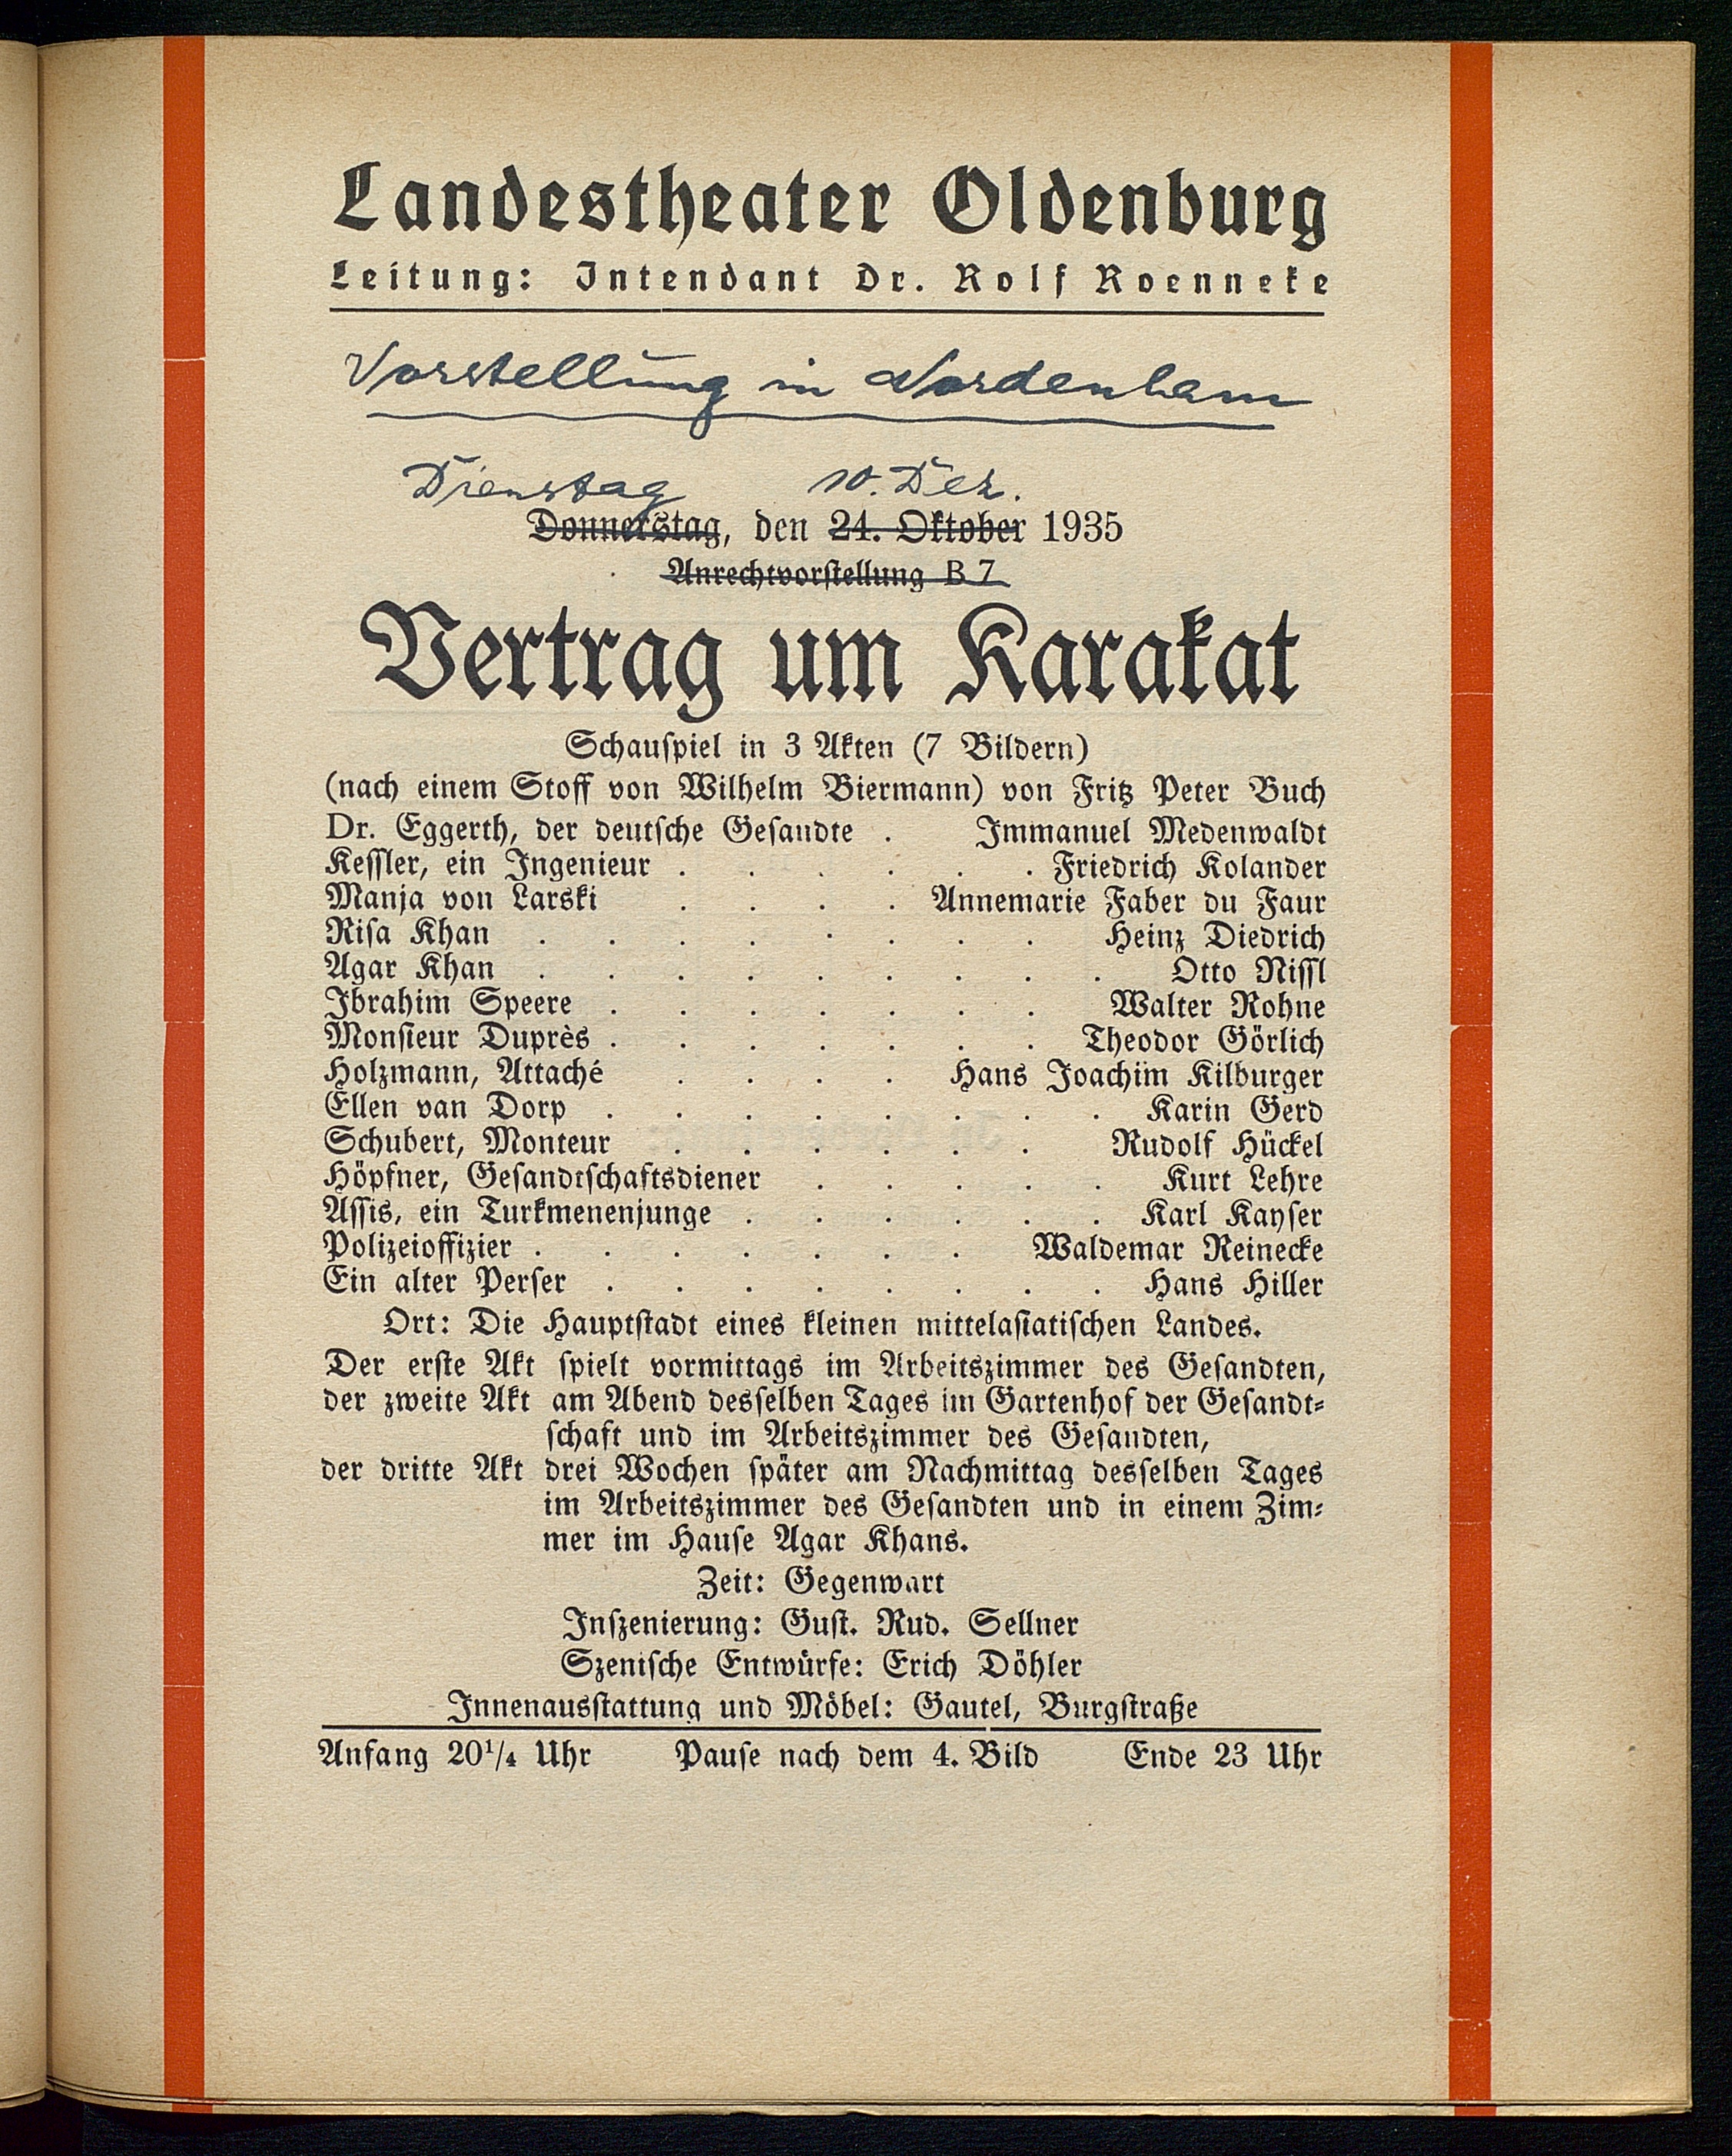 Landestheater Oldenburg
Leitung: Intendant Dr. Rolf Roenneke
Vorstellung in Nordenham
Dienstag 10. Dez.
Donnerstag, den 24. Oktober 1935
Anrechtvorstellung B 7
Vertrag um Karakat
Schauspiel in 3 Akten (7 Bildern)
(nach einem Stoff von Wilhelm Biermann) von Fritz Peter Buch
Dr. Eggerth, der deutsche Gesandte . Immanuel Medenwaldt
Kessler, ein Ingenieur . . . . . . Friedrich Kolander
Manja von Larski . . . . Annemarie Faber du Faur
Risa Khan . . . . . . . . Heinz Diedrich
Agar Khan . . . . . . . . . Otto Nissl
Ibrahim Speere . . . . . . . Walter Rohne
Monsieur Duprès . . . . . . . Theodor Görlich
Holzmann, Attaché . . . . Hans Joachim Kilburger
Ellen van Dorp . . . . . . . . Karin Gerd
Schubert, Monteur . . . . . . Rudolf Hückel
Höpfner, Gesandtschaftsdiener . . . . . Kurt Lehre
Assis, ein Turkmenenjunge . . . . . . Karl Kayser
Polizeioffizier . . . . . . . Waldemar Reinecke
Ein alter Perser . . . . . . . . Hans Hiller
Ort: Die Hauptstadt eines kleinen mittelasiatischen Landes.
Der erste Akt spielt vormittags im Arbeitszimmer des Gesandten,
der zweite Akt am Abend desselben Tages im Gartenhof der Gesandt-
schaft und im Arbeitszimmer des Gesandten,
der dritte Akt drei Wochen später am Nachmittag desselben Tages
im Arbeitszimmer des Gesandten und in einem Zim-
mer im Hause Agar Khans.
Zeit: Gegenwart
Inszenierung: Gust. Rud. Sellner
Szenische Entwürfe: Erich Döhler
Innenausstattung und Möbel: Gautel, Burgstraße
Anfang 20¹/₄ Uhr Pause nach dem 4. Bild Ende 23 Uhr